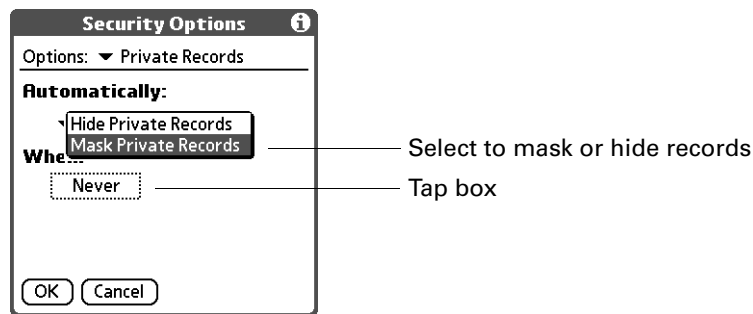 Security Options
Options: Private Records
Automatically:
Hide Private Records
Mask Private Records
Never
OK Cancel
Select to mask or hide records
Tap box